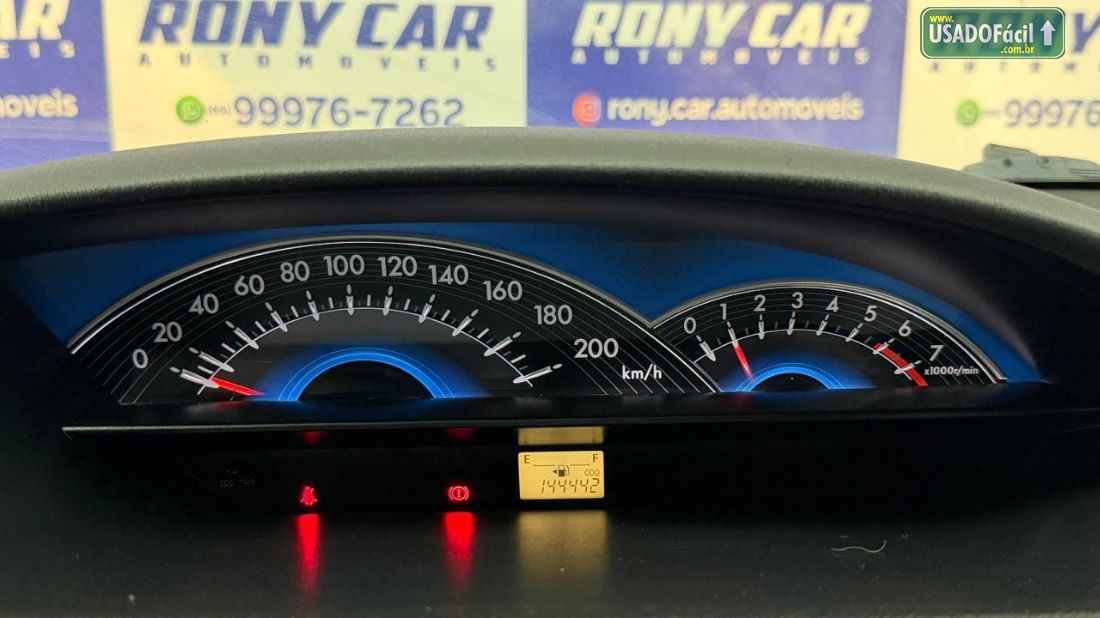 RONY CAR
AUTOMOVEIS
(66) 99976-7262
RONY CAR
AUTOMOVEIS
rony.car.automoveis
99976
www.
USADOFácil
.com.br
0 20 40 60 80 100 120 140 160 180 200
km/h
0 1 2 3 4 5 6 7
x1000r/min
E F
ODO
144442